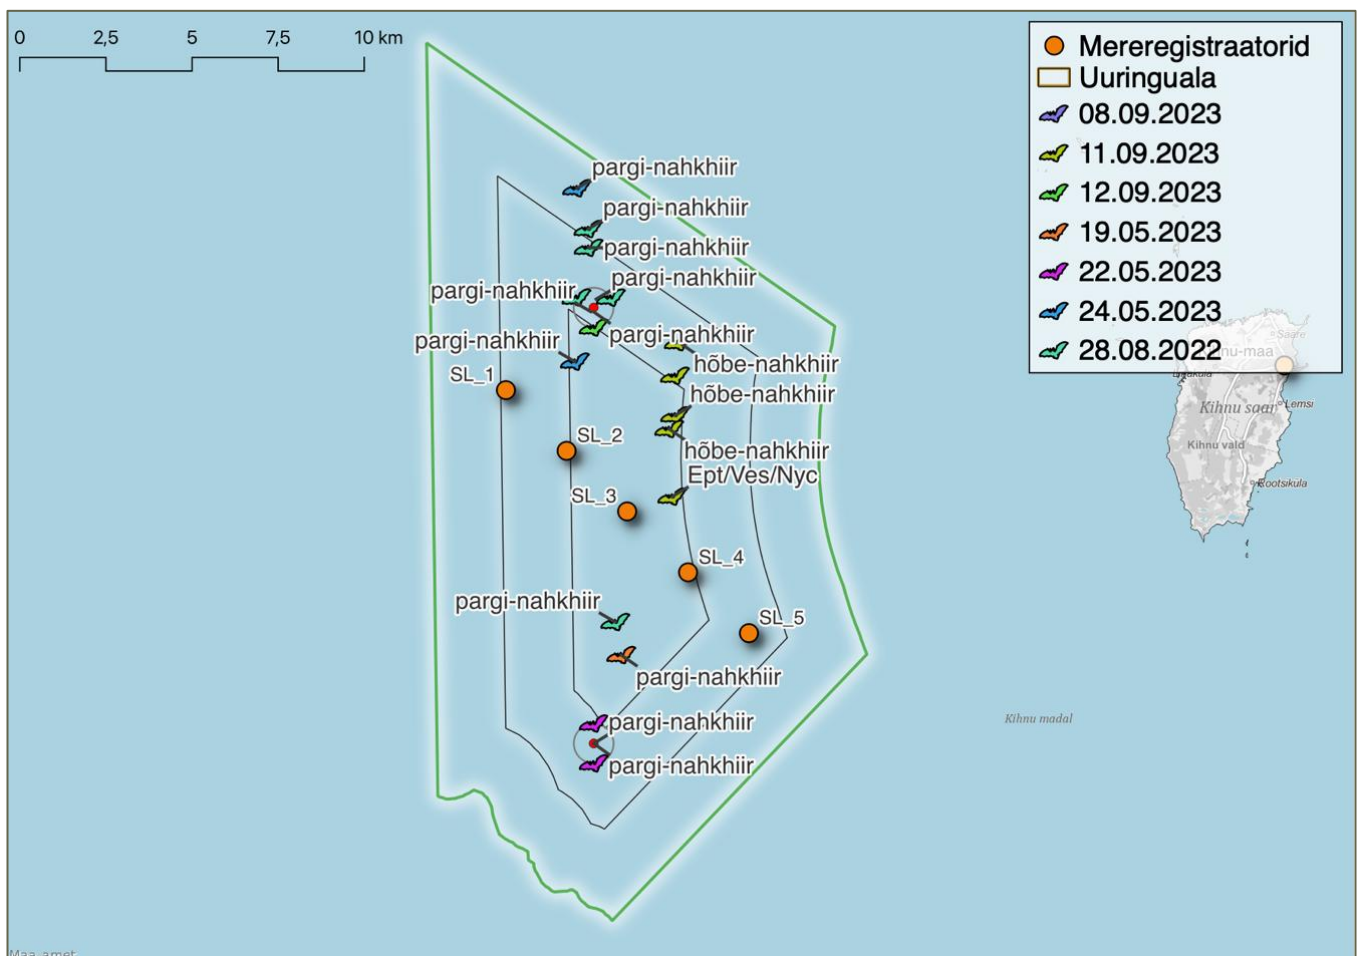 0 2,5 5 7,5 10 km
Mereregistraatorid
Uuringuala
08.09.2023
11.09.2023
12.09.2023
19.05.2023
22.05.2023
24.05.2023
28.08.2022
pargi-nahkhiir
pargi-nahkhiir
pargi-nahkhiir
pargi-nahkhiir
pargi-nahkhiir
pargi-nahkhiir
pargi-nahkhiir
hõbe-nahkhiir
SL_1
hõbe-nahkhiir
SL_2
hõbe-nahkhiir
Ept/Ves/Nyc
SL_3
SL_4
pargi-nahkhiir
SL_5
pargi-nahkhiir
pargi-nahkhiir
pargi-nahkhiir
Saare
Lemsi
Kihnu saar
Kihnu vald
Rootsiküla
Kihnu madal
Maa-amet